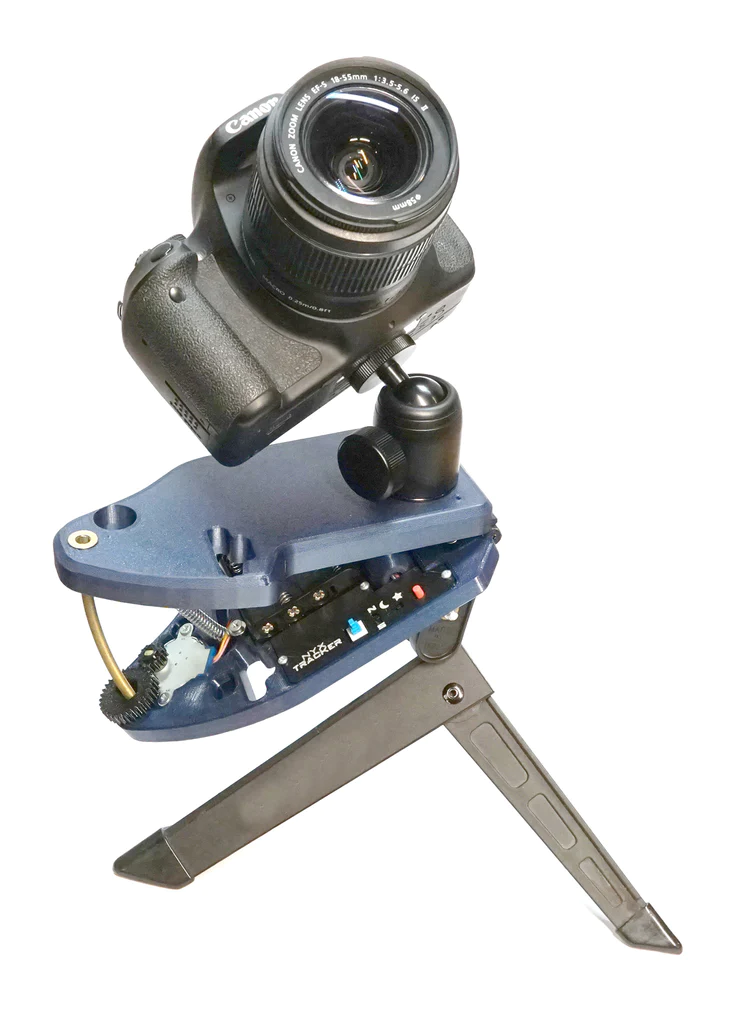 Canon
CANON ZOOM LENS EF-S 18-55mm 1:3.5-5.6 IS II
⌀58mm
MACRO 0.25m/0.8ft
N
NYX
TRACKER